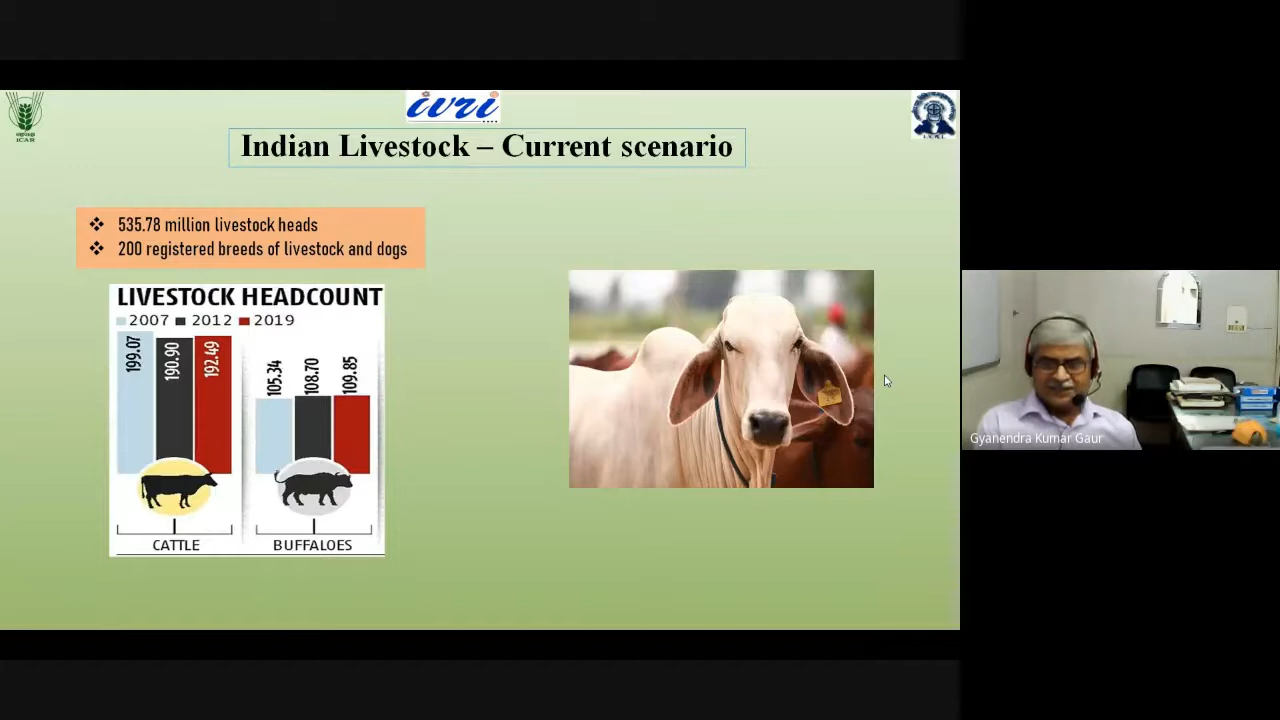 ICAR
ivri
Indian Livestock – Current scenario
❖ 535.78 million livestock heads
❖ 200 registered breeds of livestock and dogs
LIVESTOCK HEADCOUNT
2007 2012 2019
199.07 190.90 192.49
105.34 108.70 109.85
CATTLE BUFFALOES
Gyanendra Kumar Gaur